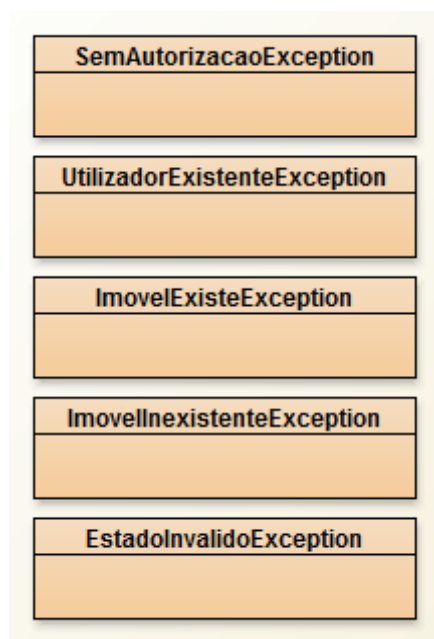 SemAutorizacaoException
UtilizadorExistenteException
ImovelExisteException
ImovelInexistenteException
EstadoInvalidoException